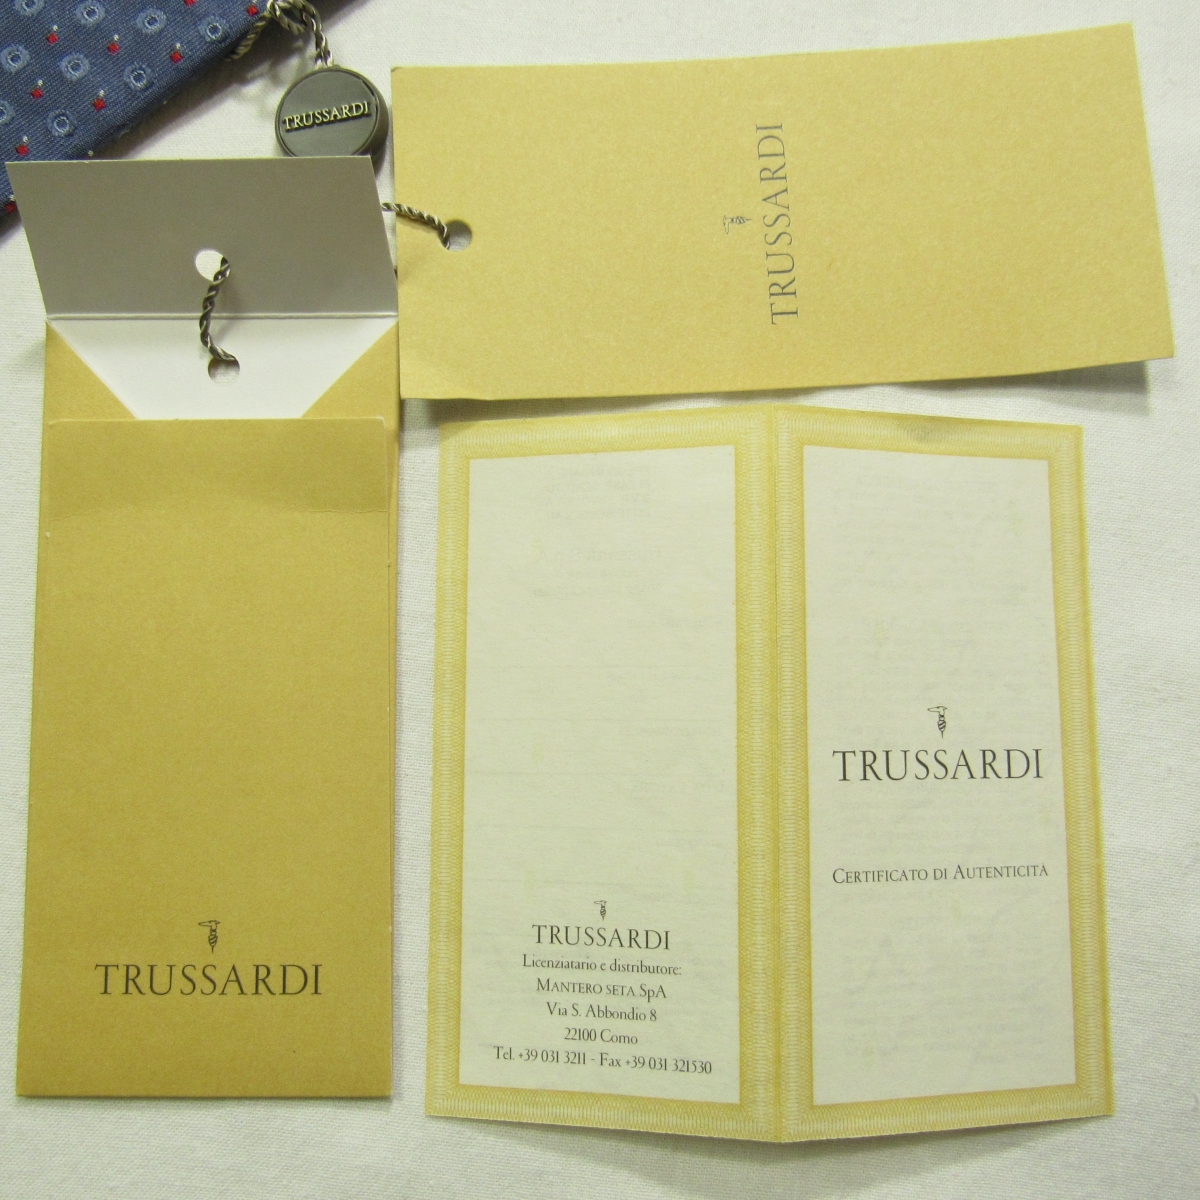 TRUSSARDI
TRUSSARDI
TRUSSARDI
TRUSSARDI
Licenziatario e distributore:
MANTERO SETA SpA
Via S. Abbondio 8
22100 Como
Tel. +39 031 3211 - Fax +39 031 321530
TRUSSARDI
CERTIFICATO DI AUTENTICITÀ